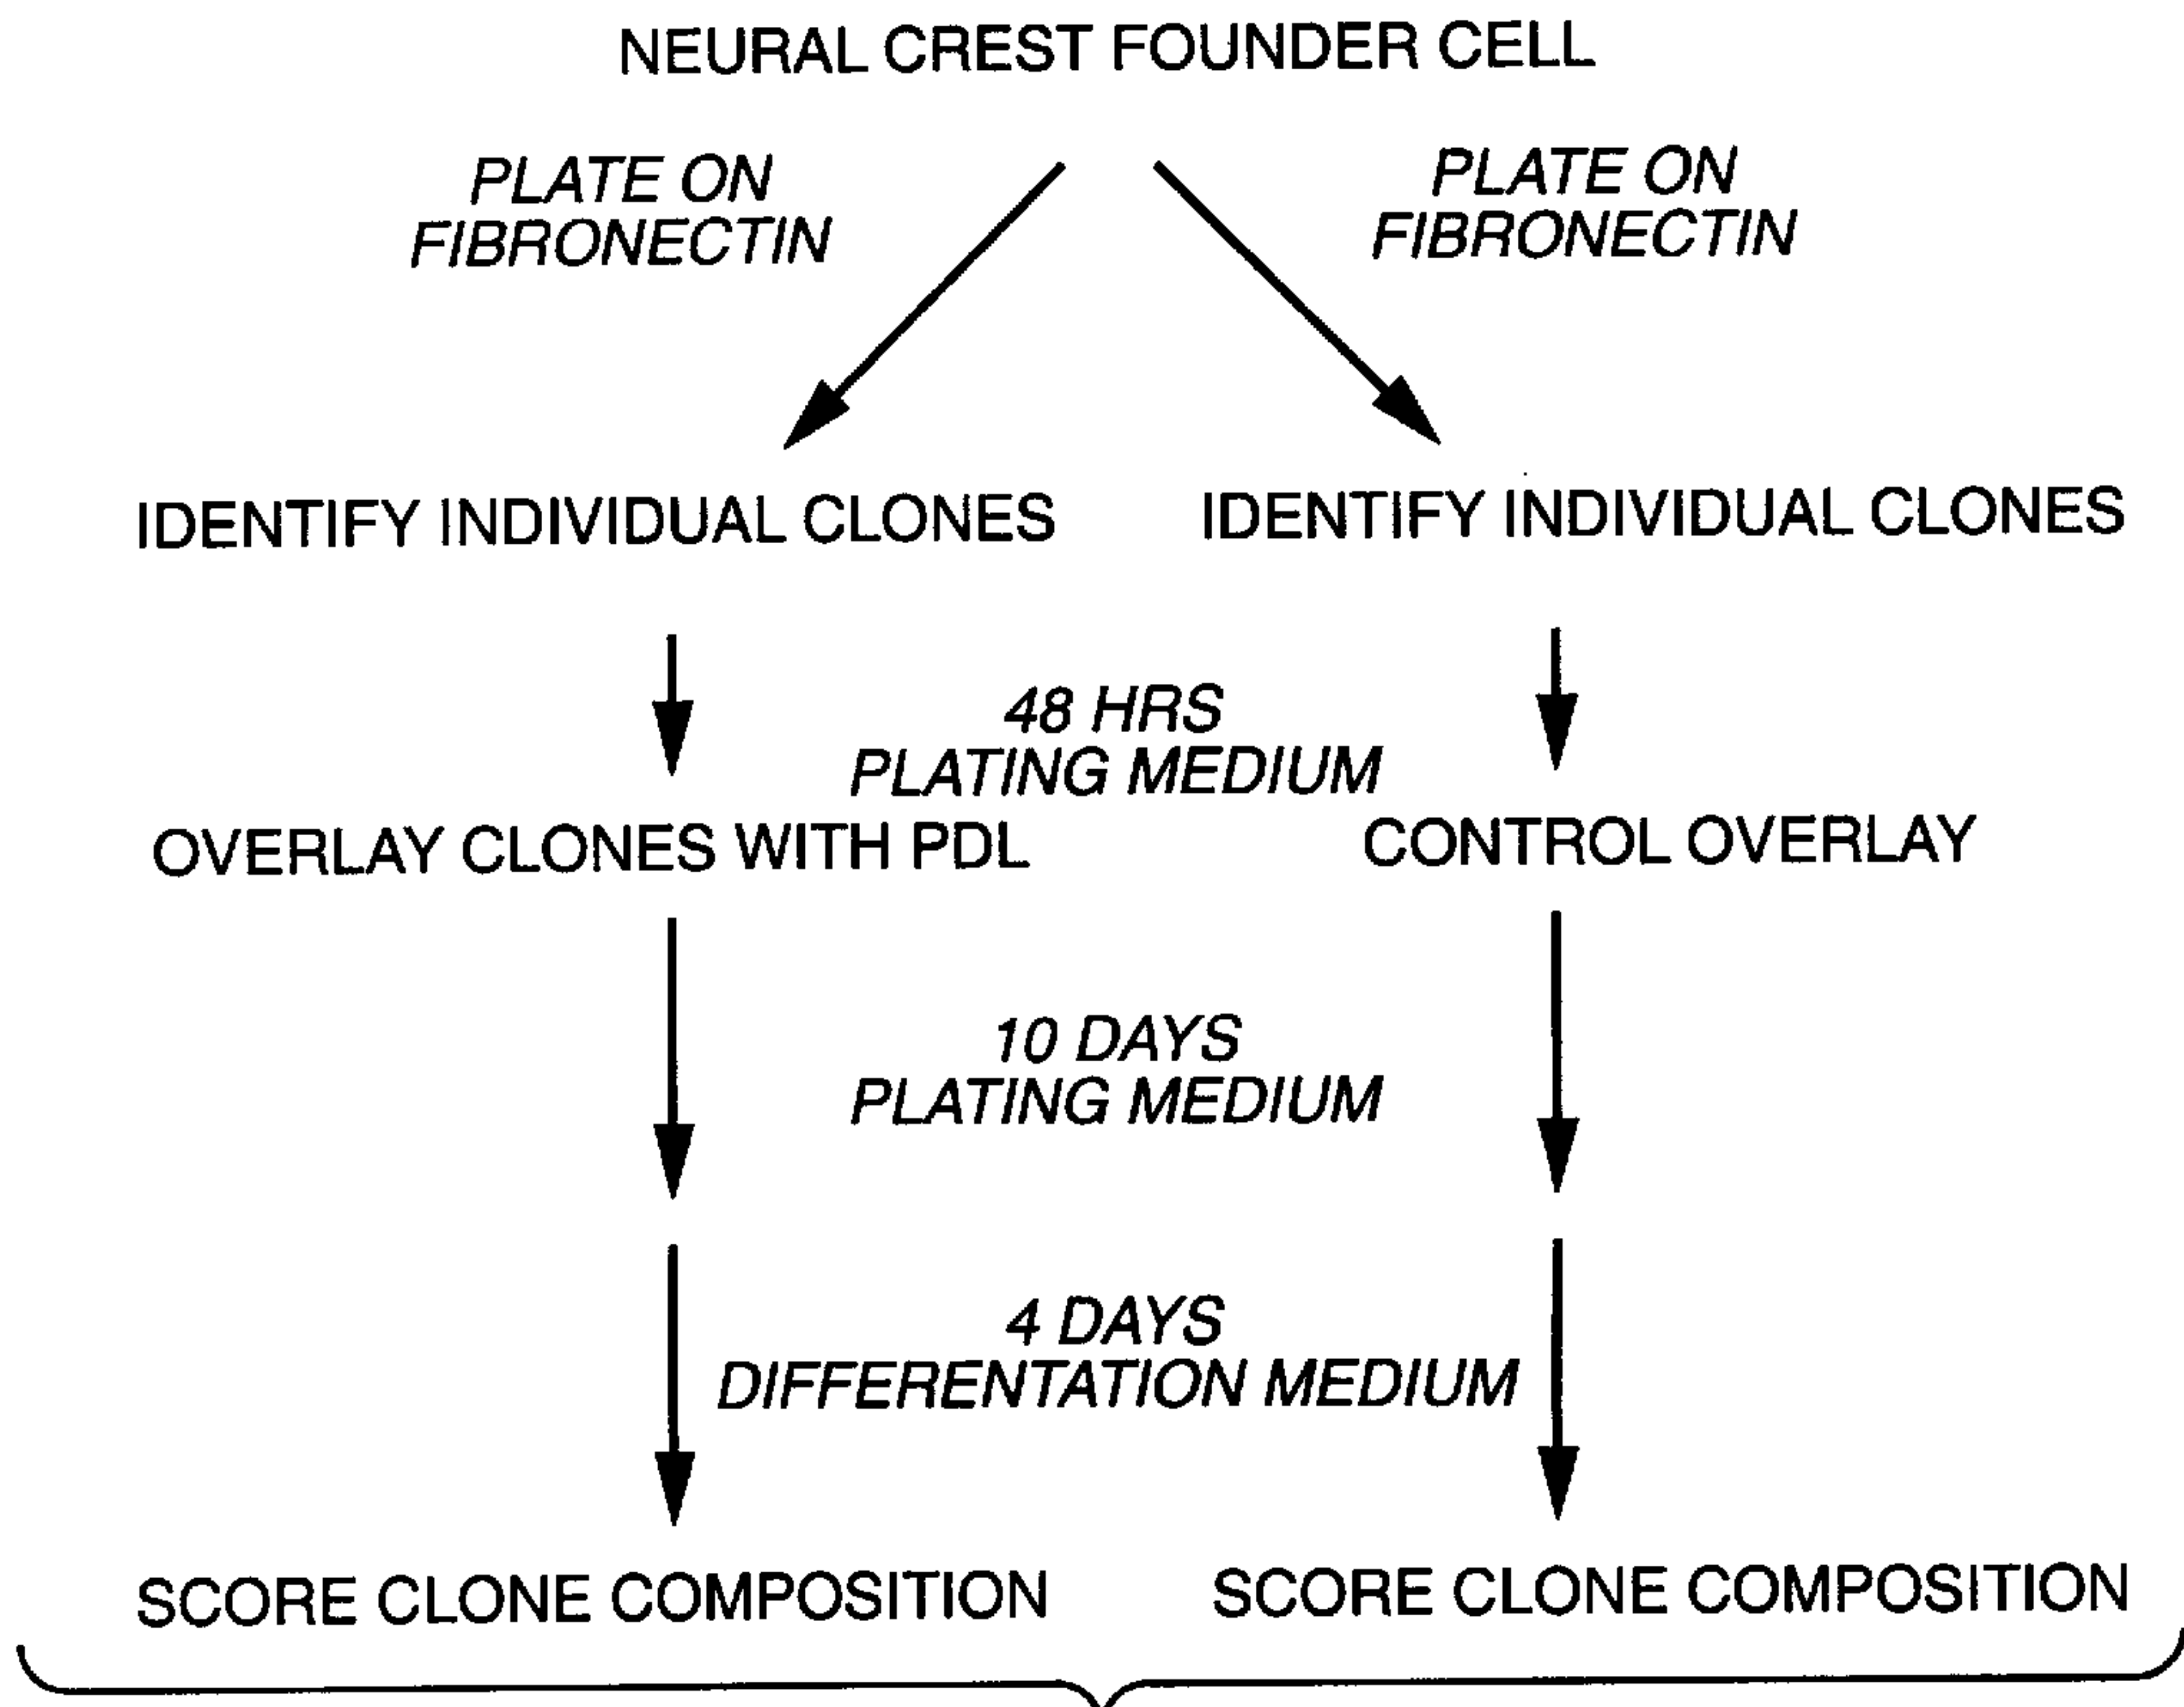 NEURAL CREST FOUNDER CELL
PLATE ON
FIBRONECTIN
PLATE ON
FIBRONECTIN
IDENTIFY INDIVIDUAL CLONES
IDENTIFY INDIVIDUAL CLONES
48 HRS
PLATING MEDIUM
OVERLAY CLONES WITH PDL
CONTROL OVERLAY
10 DAYS
PLATING MEDIUM
4 DAYS
DIFFERENTATION MEDIUM
SCORE CLONE COMPOSITION
SCORE CLONE COMPOSITION